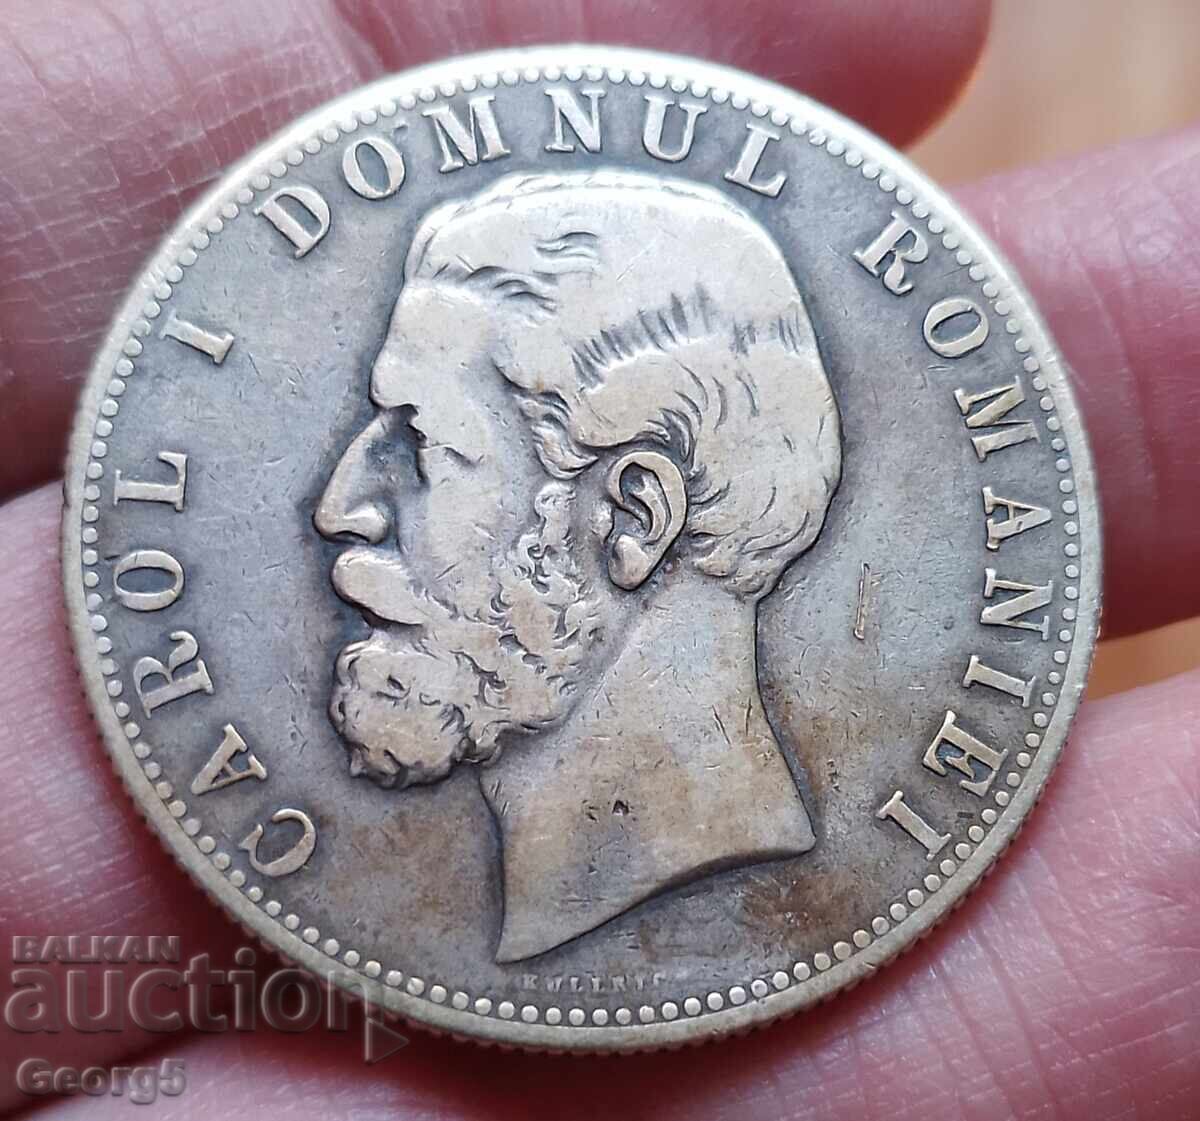 CAROL I DOMNUL ROMANIEI
KULLRICH
BALKAN
auction
Georg5